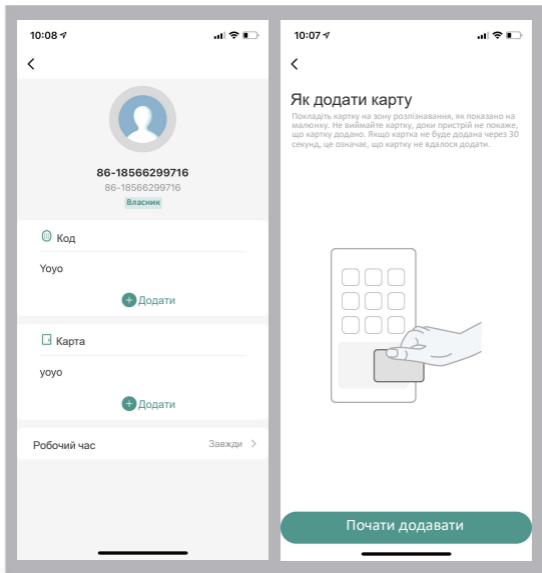 10:08
86-18566299716
86-18566299716
Власник
Код
Yoyo
Додати
Карта
yoyo
Додати
Робочий час
Завжди
10:07
Як додати карту
Покладіть картку на зону розпізнавання, як показано на
малюнку. Не виймайте картку, доки пристрій не покаже,
що картку додано. Якщо картка не буде додана через 30
секунд, це означає, що картку не вдалося додати.
Почати додавати